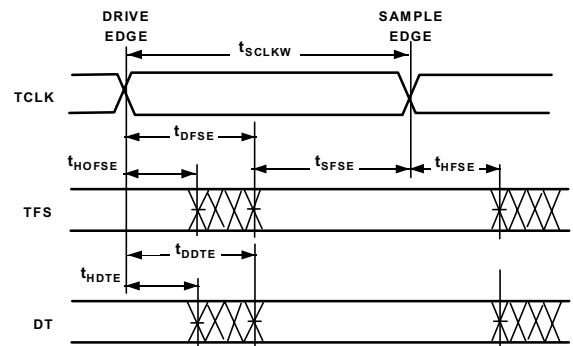 DRIVE EDGE
SAMPLE EDGE
tSCLKW
TCLK
tDFSE
tHOFSE
tSFSE
tHFSE
TFS
tDDTE
tHDTE
DT